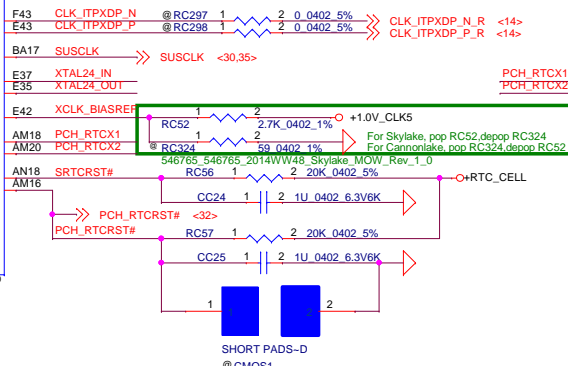 F43 CLK_ITPXDP_N @ RC297 1 2 0_0402_5% CLK_ITPXDP_N_R <14>
E43 CLK_ITPXDP_P @ RC298 1 2 0_0402_5% CLK_ITPXDP_P_R <14>
BA17 SUSCLK SUSCLK <30,35>
E37 XTAL24_IN PCH_RTCX1
E35 XTAL24_OUT PCH_RTCX2
E42 XCLK_BIASREF 1 2 +1.0V_CLK5
RC52 2.7K_0402_1%
AM18 PCH_RTCX1 1 2 For Skylake, pop RC52,depop RC324
AM20 PCH_RTCX2 @ RC324 59_0402_1% For Cannonlake, pop RC324,depop RC52
546765_546765_2014WW48_Skylake_MOW_Rev_1_0
AN18 SRTCRST# RC56 1 2 20K_0402_5% +RTC_CELL
AM16
CC24 1 2 1U_0402_6.3V6K
PCH_RTCRST# <32>
PCH_RTCRST# RC57 1 2 20K_0402_5%
CC25 1 2 1U_0402_6.3V6K
1 1 2 2
SHORT PADS~D
@ CMOS1